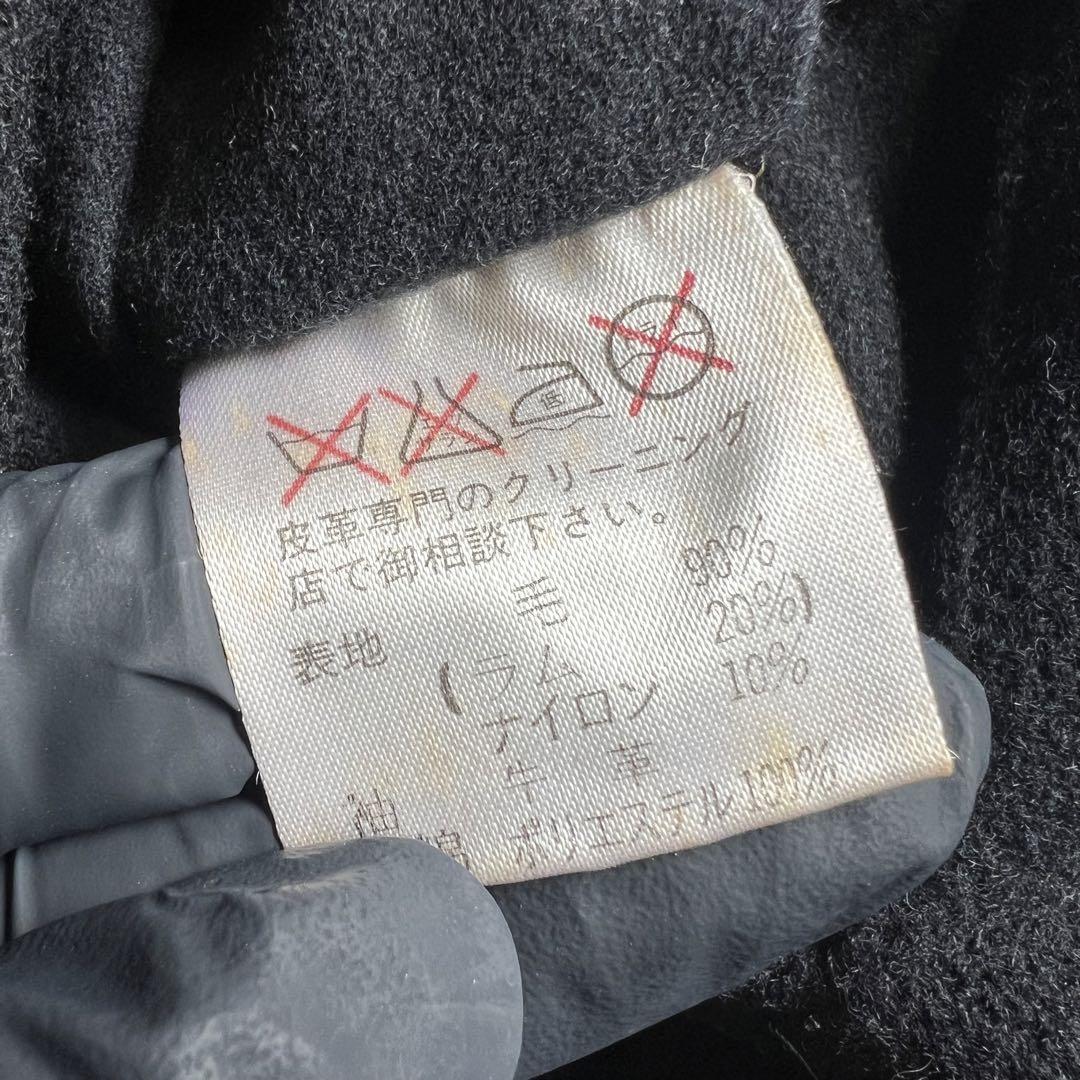 皮革専門のクリーニング
店で御相談下さい。
表地 毛 90%
(ラム 20%)
ナイロン 10%
袖 牛革
綿 ポリエステル100%